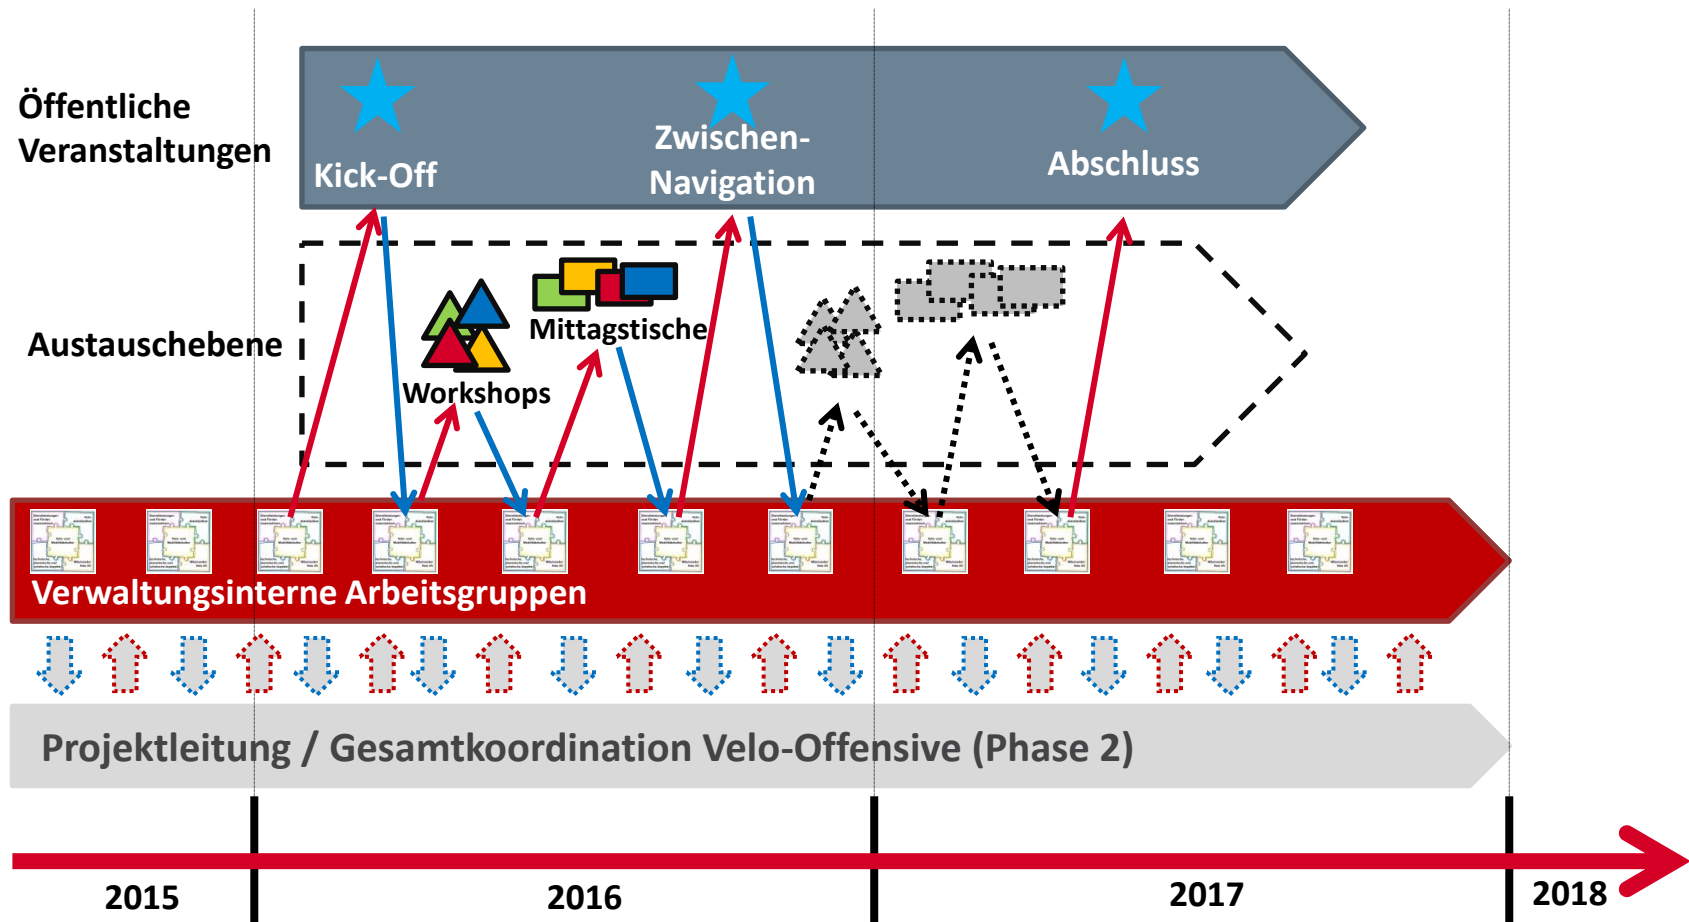 Öffentliche
Veranstaltungen
Kick-Off
Zwischen-
Navigation
Abschluss
Austauschebene
Workshops
Mittagstische
Verwaltungsinterne Arbeitsgruppen
Projektleitung / Gesamtkoordination Velo-Offensive (Phase 2)
2015
2016
2017
2018